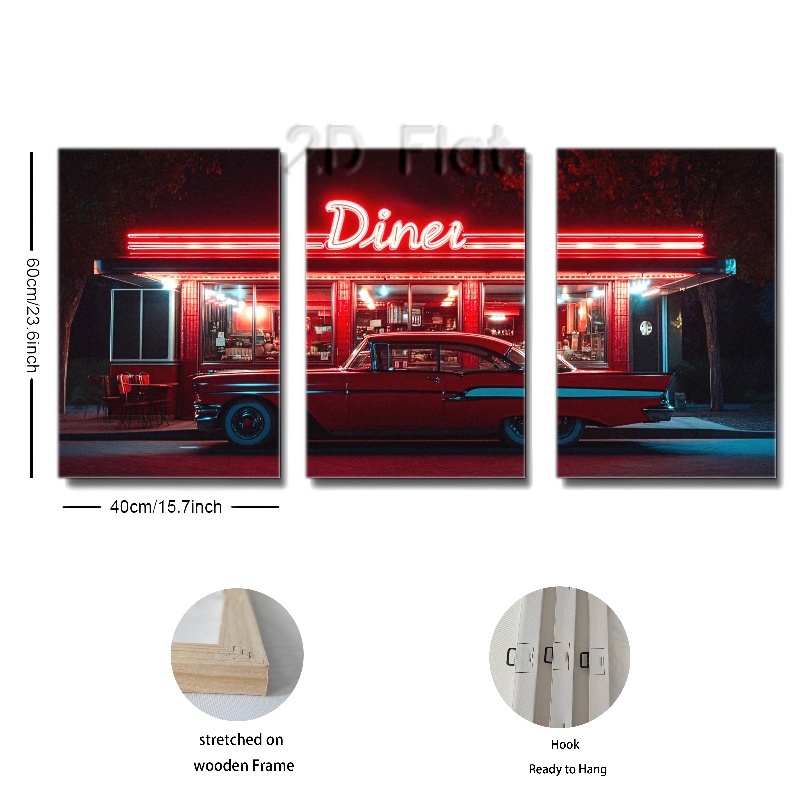 2D Flat
Diner
60cm/23.6inch
40cm/15.7inch
stretched on
wooden Frame
Hook
Ready to Hang